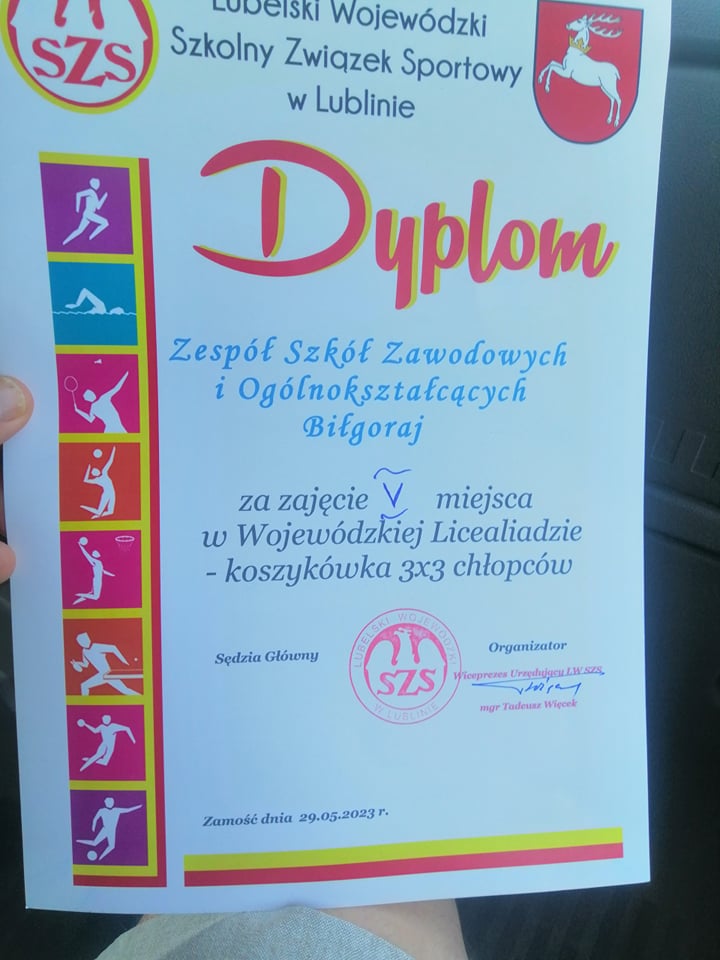 SZS
Lubelski Wojewódzki
Szkolny Związek Sportowy
w Lublinie
Dyplom
Zespół Szkół Zawodowych
i Ogólnokształcących
Biłgoraj
za zajęcie V miejsca
w Wojewódzkiej Licealiadzie
- koszykówka 3x3 chłopców
Sędzia Główny
LUBELSKI WOJEWÓDZKI
SZS
W LUBLINIE
Organizator
Wiceprezes Urzędujący LW SZS
mgr Tadeusz Więcek
Zamość dnia 29.05.2023 r.